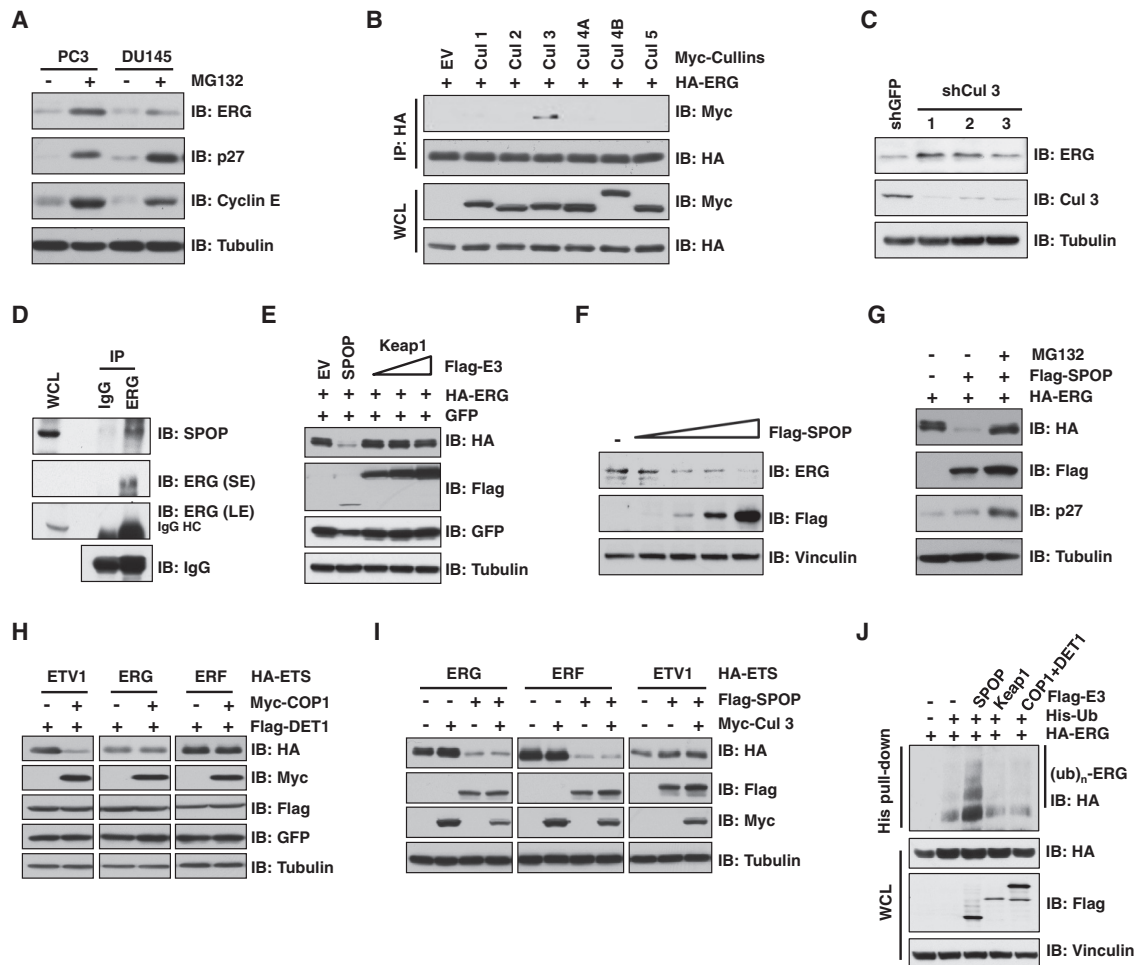 A
PC3 DU145
- + - + MG132
IB: ERG
IB: p27
IB: Cyclin E
IB: Tubulin
B
EV Cul 1 Cul 2 Cul 3 Cul 4A Cul 4B Cul 5 Myc-Cullins
+ + + + + + + HA-ERG
IP: HA
IB: Myc
IB: HA
WCL
IB: Myc
IB: HA
C
shGFP shCul 3
1 2 3
IB: ERG
IB: Cul 3
IB: Tubulin
D
IP
WCL IgG ERG
IB: SPOP
IB: ERG (SE)
IB: ERG (LE)
IgG HC
IB: IgG
E
EV SPOP Keap1 Flag-E3
+ + + + + HA-ERG
+ + + + + GFP
IB: HA
IB: Flag
IB: GFP
IB: Tubulin
F
- Flag-SPOP
IB: ERG
IB: Flag
IB: Vinculin
G
- - + MG132
- + + Flag-SPOP
+ + + HA-ERG
IB: HA
IB: Flag
IB: p27
IB: Tubulin
H
ETV1 ERG ERF HA-ETS
- + - + - + Myc-COP1
+ + + + + + Flag-DET1
IB: HA
IB: Myc
IB: Flag
IB: GFP
IB: Tubulin
I
ERG ERF ETV1 HA-ETS
- - + + - - + + - + + Flag-SPOP
- + - + - + - + - - + Myc-Cul 3
IB: HA
IB: Flag
IB: Myc
IB: Tubulin
J
- - SPOP Keap1 COP1+DET1 Flag-E3
- + + + + His-Ub
+ + + + + HA-ERG
His pull-down
(ub)n-ERG
IB: HA
WCL
IB: HA
IB: Flag
IB: Vinculin